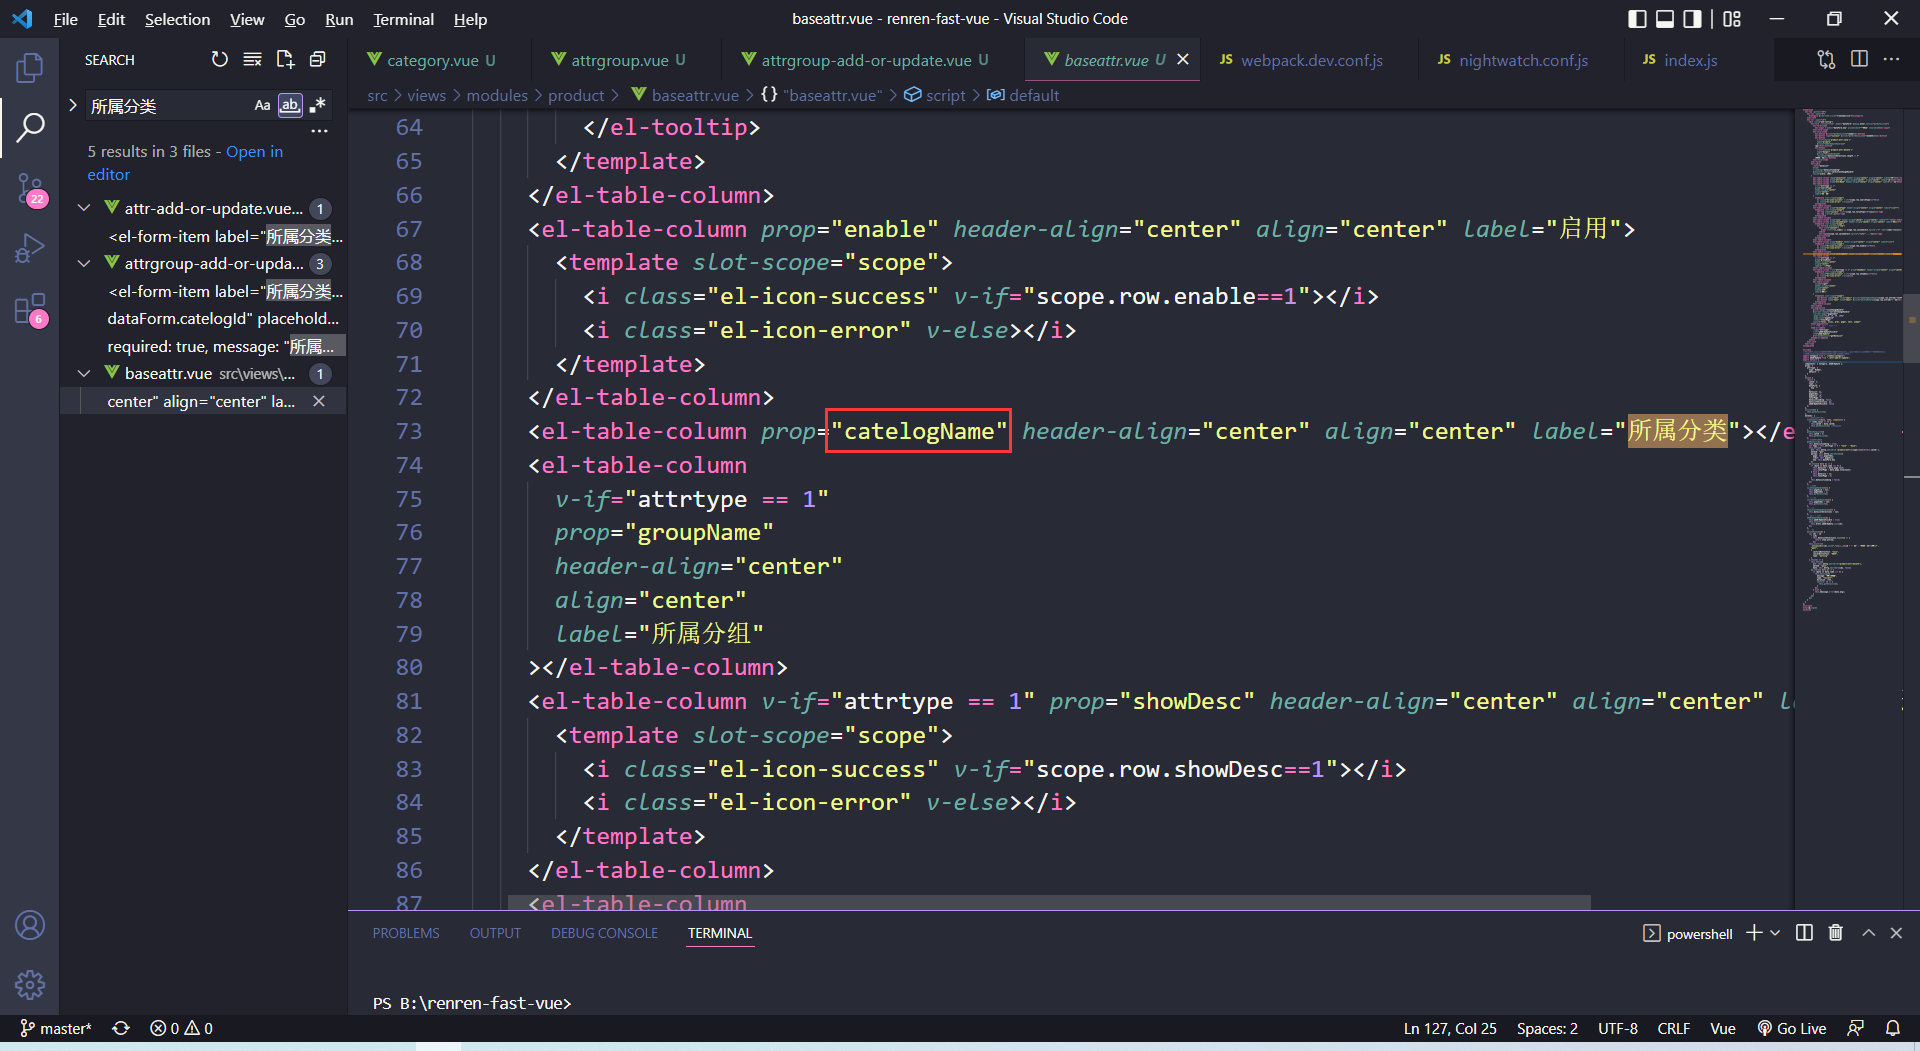 File Edit Selection View Go Run Terminal Help
baseattr.vue - renren-fast-vue - Visual Studio Code
SEARCH
所属分类
Aa ab .*
5 results in 3 files - Open in
editor
attr-add-or-update.vue... 1
<el-form-item label="所属分类...
attrgroup-add-or-upda... 3
<el-form-item label="所属分类...
dataForm.catelogId" placehold...
required: true, message: "所属...
baseattr.vue src\views\... 1
center" align="center" la...
22
6
category.vue U
attrgroup.vue U
attrgroup-add-or-update.vue U
baseattr.vue U
JS webpack.dev.conf.js
JS nightwatch.conf.js
JS index.js
src > views > modules > product > baseattr.vue > {} "baseattr.vue" > script > default
64 </el-tooltip>
65 </template>
66 </el-table-column>
67 <el-table-column prop="enable" header-align="center" align="center" label="启用">
68 <template slot-scope="scope">
69 <i class="el-icon-success" v-if="scope.row.enable==1"></i>
70 <i class="el-icon-error" v-else></i>
71 </template>
72 </el-table-column>
73 <el-table-column prop="catelogName" header-align="center" align="center" label="所属分类"></e
74 <el-table-column
75 v-if="attrtype == 1"
76 prop="groupName"
77 header-align="center"
78 align="center"
79 label="所属分组"
80 ></el-table-column>
81 <el-table-column v-if="attrtype == 1" prop="showDesc" header-align="center" align="center" l
82 <template slot-scope="scope">
83 <i class="el-icon-success" v-if="scope.row.showDesc==1"></i>
84 <i class="el-icon-error" v-else></i>
85 </template>
86 </el-table-column>
87 <el-table-column
PROBLEMS OUTPUT DEBUG CONSOLE TERMINAL
powershell
PS B:\renren-fast-vue>
master* 0 0
Ln 127, Col 25 Spaces: 2 UTF-8 CRLF Vue Go Live